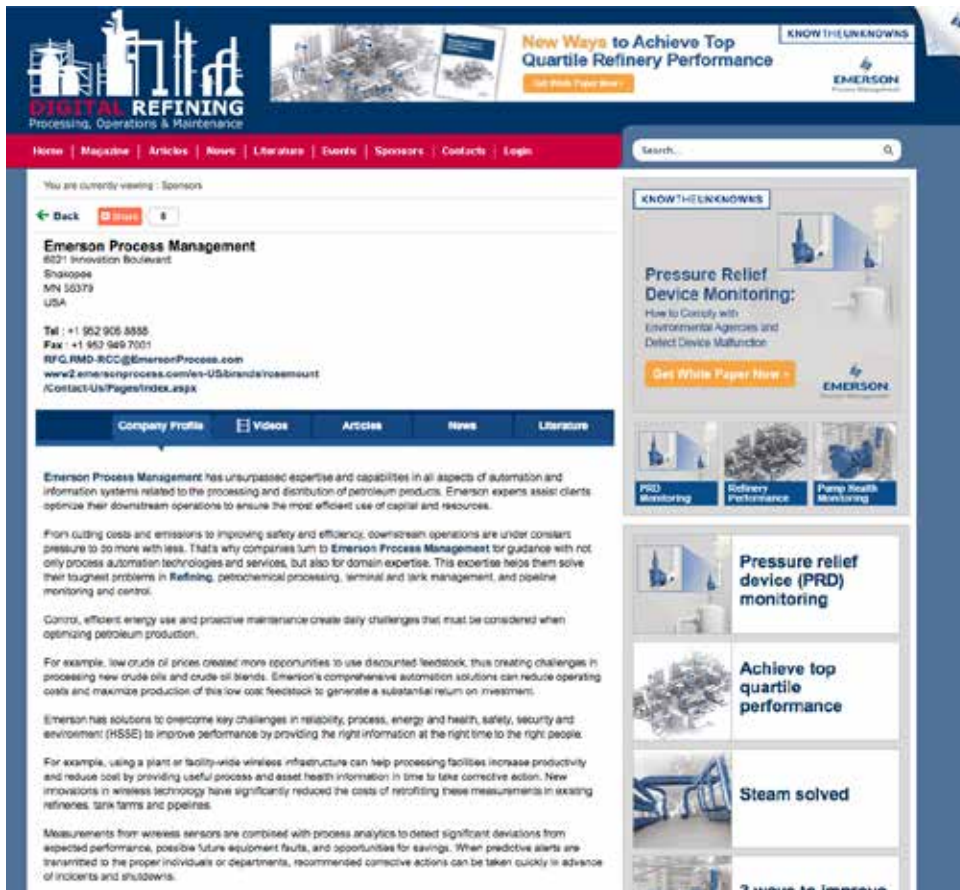 New Ways to Achieve Top
Quartile Refinery Performance
Get White Paper Now >
KNOWTHEUNKNOWNS
EMERSON
Process Management
DIGITAL REFINING
Processing, Operations & Maintenance
Home | Magazine | Articles | News | Literature | Events | Sponsors | Contacts | Login
Search...
You are currently viewing : Sponsors
Back
Share
Emerson Process Management
6021 Innovation Boulevard
Shakopee
MN 55379
USA
Tel : +1 952 906 8888
Fax : +1 952 949 7001
RFG.RMD-RCC@EmersonProcess.com
www2.emersonprocess.com/en-US/brands/rosemount
/Contact-Us/Pages/index.aspx
Company Profile
Videos
Articles
News
Literature
Emerson Process Management has unsurpassed expertise and capabilities in all aspects of automation and
information systems related to the processing and distribution of petroleum products. Emerson experts assist clients
optimize their downstream operations to ensure the most efficient use of capital and resources.
From cutting costs and emissions to improving safety and efficiency, downstream operations are under constant
pressure to do more with less. That's why companies turn to Emerson Process Management for guidance with not
only process automation technologies and services, but also for domain expertise. This expertise helps them solve
their toughest problems in Refining, petrochemical processing, terminal and tank management, and pipeline
monitoring and control.
Control, efficient energy use and proactive maintenance create daily challenges that must be considered when
optimizing petroleum production.
For example, low crude oil prices created more opportunities to use discounted feedstock, thus creating challenges in
processing new crude oils and crude oil blends. Emerson's comprehensive automation solutions can reduce operating
costs and maximize production of this low cost feedstock to generate a substantial return on investment.
Emerson has solutions to overcome key challenges in reliability, process, energy and health, safety, security and
environment (HSSE) to improve performance by providing the right information at the right time to the right people.
For example, using a plant or facility-wide wireless infrastructure can help processing facilities increase productivity
and reduce cost by providing useful process and asset health information in time to take corrective action. New
innovations in wireless technology have significantly reduced the costs of retrofitting these measurements in existing
refineries, tank farms and pipelines.
Measurements from wireless sensors are combined with process analytics to detect significant deviations from
expected performance, possible future equipment faults, and opportunities for savings. When predictive alerts are
transmitted to the proper individuals or departments, recommended corrective actions can be taken quickly in advance
of incidents and shutdowns.
KNOWTHEUNKNOWNS
Pressure Relief
Device Monitoring:
How to Comply with
Environmental Agencies and
Detect Device Malfunction
Get White Paper Now >
EMERSON
Process Management
PRD
Monitoring
Refinery
Performance
Pump Health
Monitoring
Pressure relief
device (PRD)
monitoring
Achieve top
quartile
performance
Steam solved
3 ways to improve